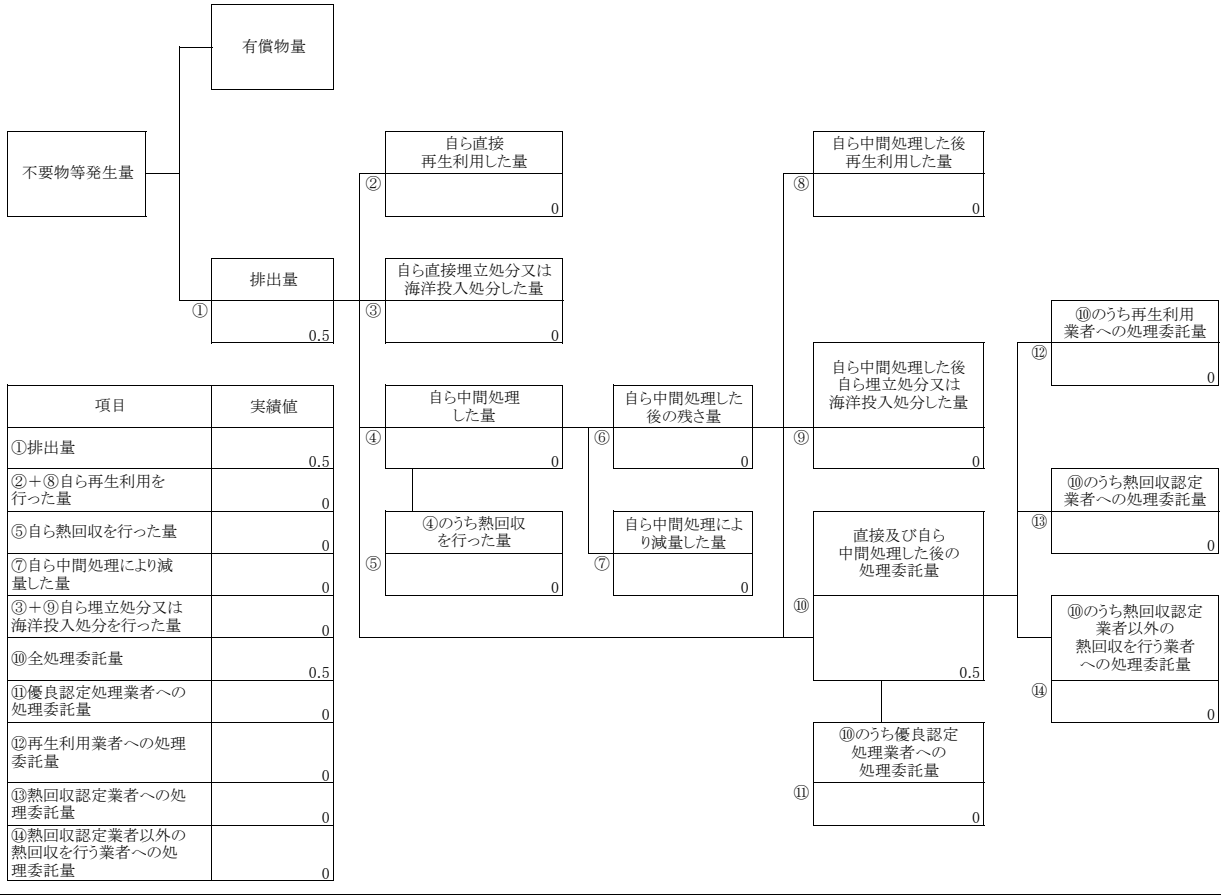 有償物量
不要物等発生量
自ら直接
再生利用した量
②
0
自ら中間処理した後
再生利用した量
⑧
0
排出量
①
0.5
自ら直接埋立処分又は
海洋投入処分した量
③
0
⑩のうち再生利用
業者への処理委託量
⑫
0
自ら中間処理
した量
④
0
自ら中間処理した
後の残さ量
⑥
0
自ら中間処理した後
自ら埋立処分又は
海洋投入処分した量
⑨
0
⑩のうち熱回収認定
業者への処理委託量
⑬
0
④のうち熱回収
を行った量
⑤
0
自ら中間処理によ
り減量した量
⑦
0
直接及び自ら
中間処理した後の
処理委託量
⑩
0.5
⑩のうち熱回収認定
業者以外の
熱回収を行う業者
への処理委託量
⑭
0
⑩のうち優良認定
処理業者への
処理委託量
⑪
0
項目 実績値
①排出量 0.5
②＋⑧自ら再生利用を
行った量 0
⑤自ら熱回収を行った量 0
⑦自ら中間処理により減
量した量 0
③＋⑨自ら埋立処分又は
海洋投入処分を行った量 0
⑩全処理委託量 0.5
⑪優良認定処理業者への
処理委託量 0
⑫再生利用業者への処理
委託量 0
⑬熱回収認定業者への処
理委託量 0
⑭熱回収認定業者以外の
熱回収を行う業者への処
理委託量 0